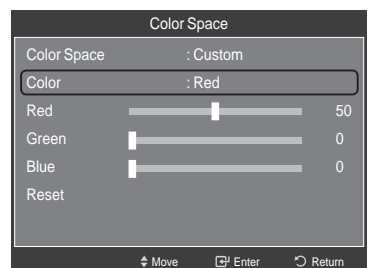 Color Space
Color Space : Custom
Color : Red
Red 50
Green 0
Blue 0
Reset
Move Enter Return